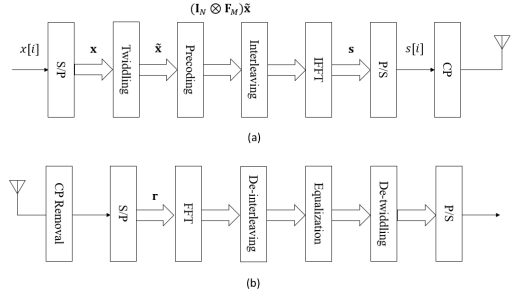 (𝐈_N ⊗ 𝐅_M)𝐱̃
x[i]
S/P
𝐱
Twiddling
𝐱̃
Precoding
Interleaving
IFFT
𝐬
P/S
s[i]
CP
(a)
CP Removal
S/P
𝐫
FFT
De-interleaving
Equalization
De-twiddling
P/S
(b)